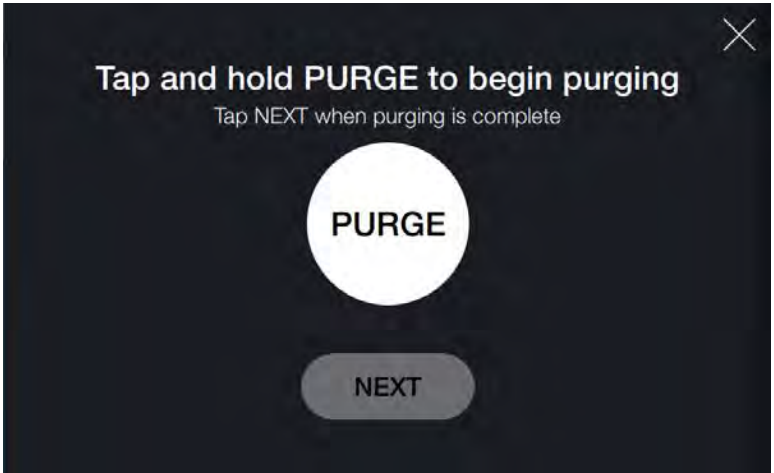 Tap and hold PURGE to begin purging
Tap NEXT when purging is complete
PURGE
NEXT